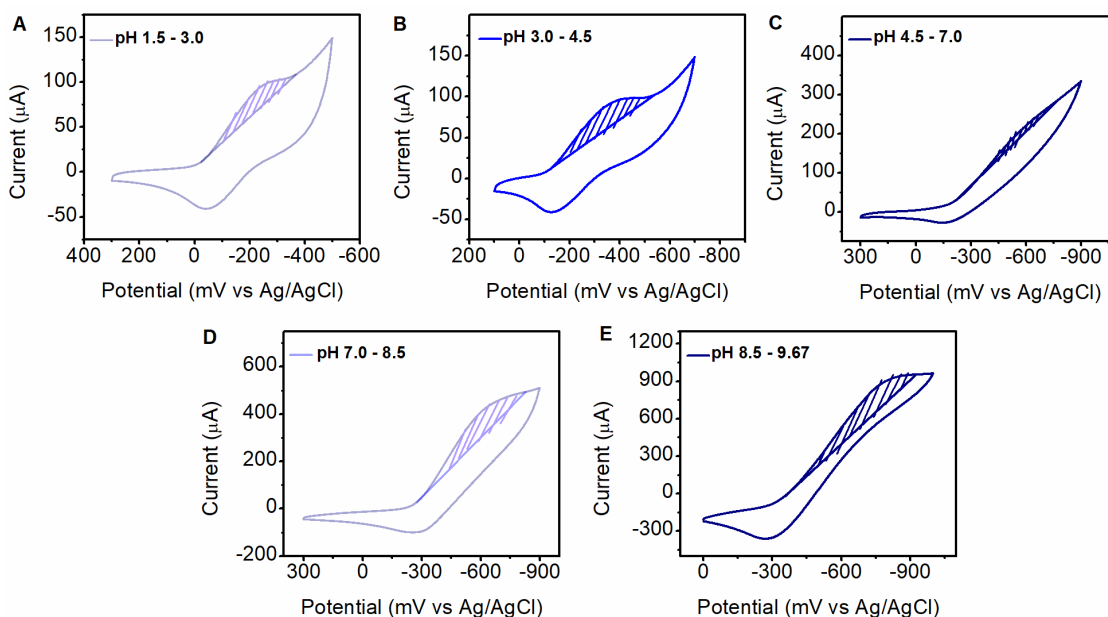 A
pH 1.5 - 3.0
150
100
50
0
-50
400 200 0 -200 -400 -600
Current (μA)
Potential (mV vs Ag/AgCl)
B
pH 3.0 - 4.5
150
100
50
0
-50
200 0 -200 -400 -600 -800
Current (μA)
Potential (mV vs Ag/AgCl)
C
pH 4.5 - 7.0
400
300
200
100
0
300 0 -300 -600 -900
Current (μA)
Potential (mV vs Ag/AgCl)
D
pH 7.0 - 8.5
600
400
200
0
-200
300 0 -300 -600 -900
Current (μA)
Potential (mV vs Ag/AgCl)
E
pH 8.5 - 9.67
1200
900
600
300
0
-300
0 -300 -600 -900
Current (μA)
Potential (mV vs Ag/AgCl)